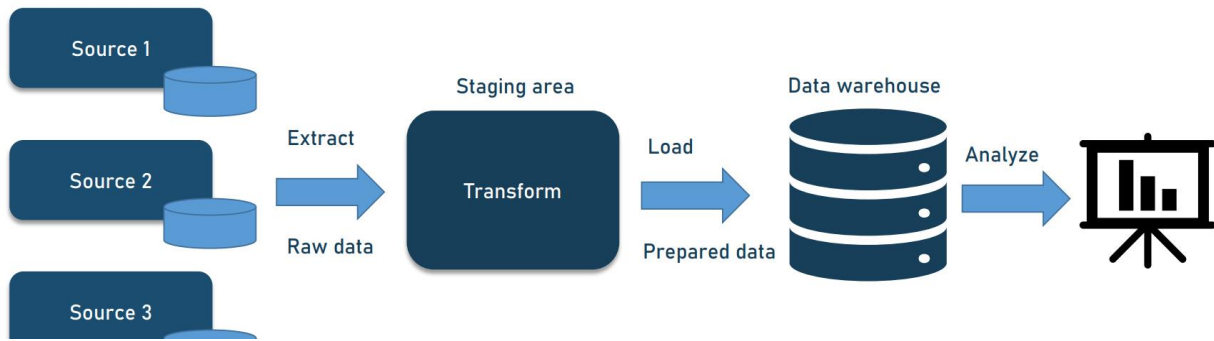 Source 1
Source 2
Source 3
Extract
Raw data
Staging area
Transform
Load
Prepared data
Data warehouse
Analyze